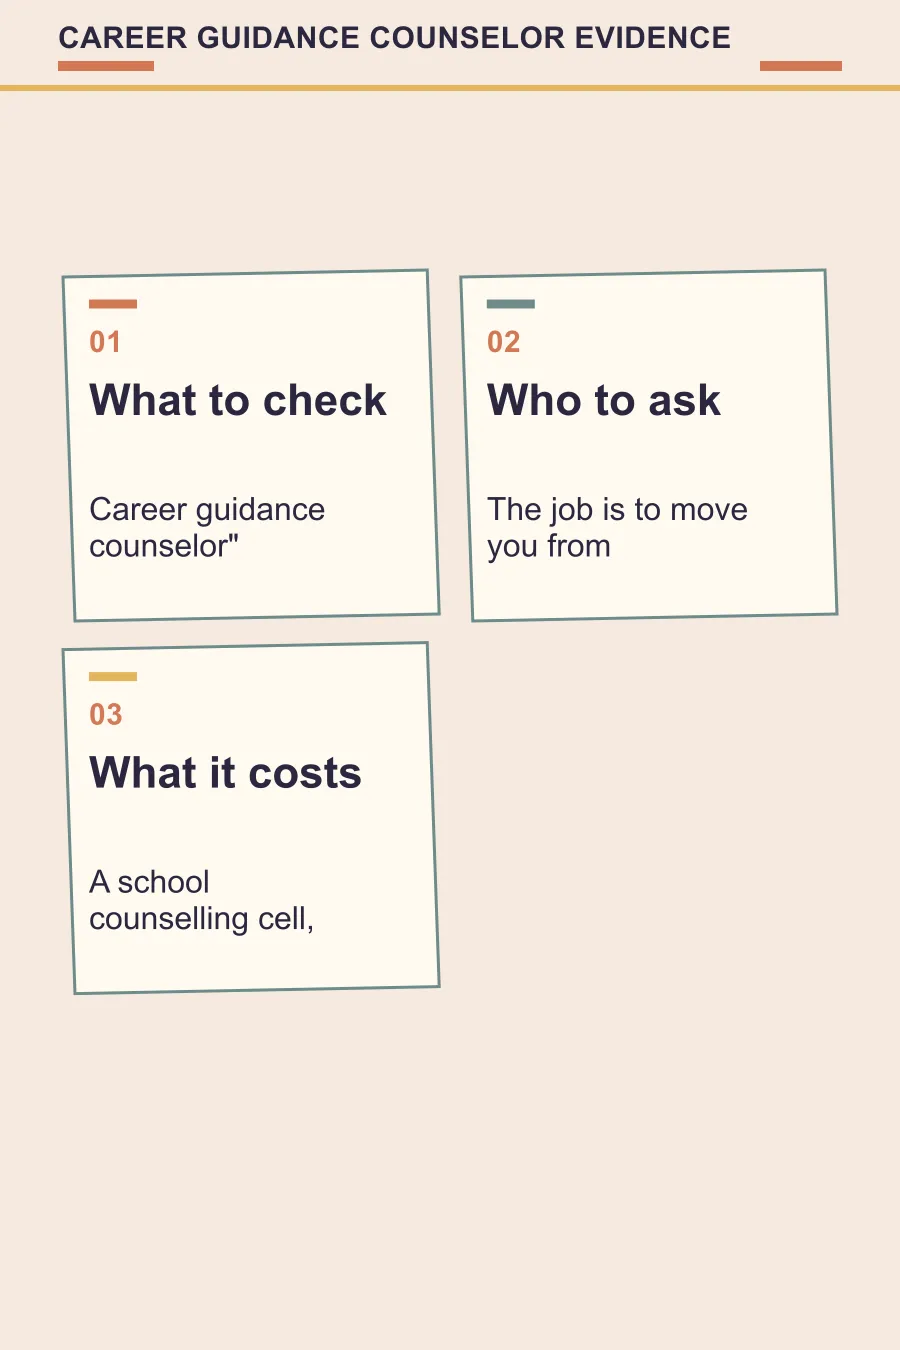 CAREER GUIDANCE COUNSELOR EVIDENCE
01
What to check
Career guidance
counselor"
02
Who to ask
The job is to move
you from
03
What it costs
A school
counselling cell,